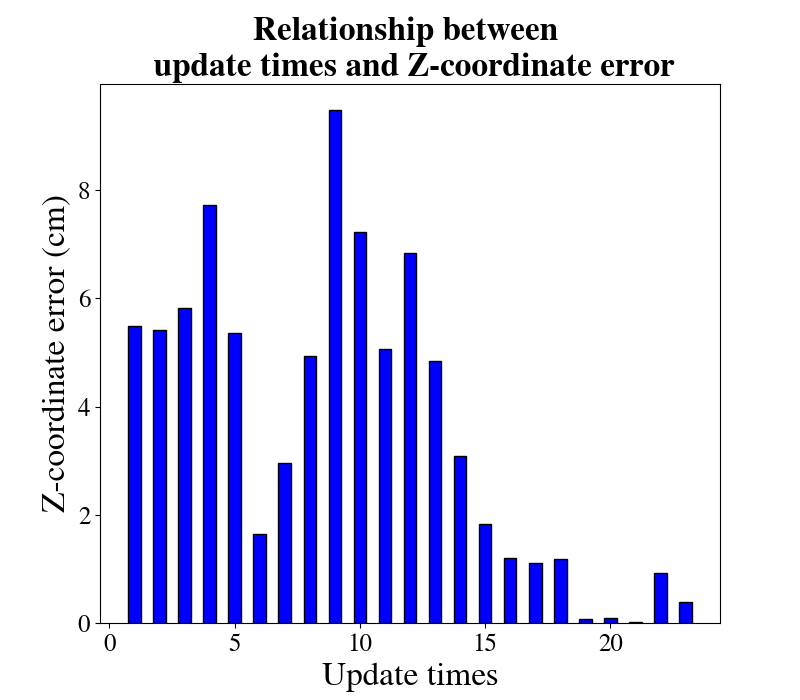 Relationship between
update times and Z-coordinate error
Z-coordinate error (cm)
8
6
4
2
0
0 5 10 15 20
Update times